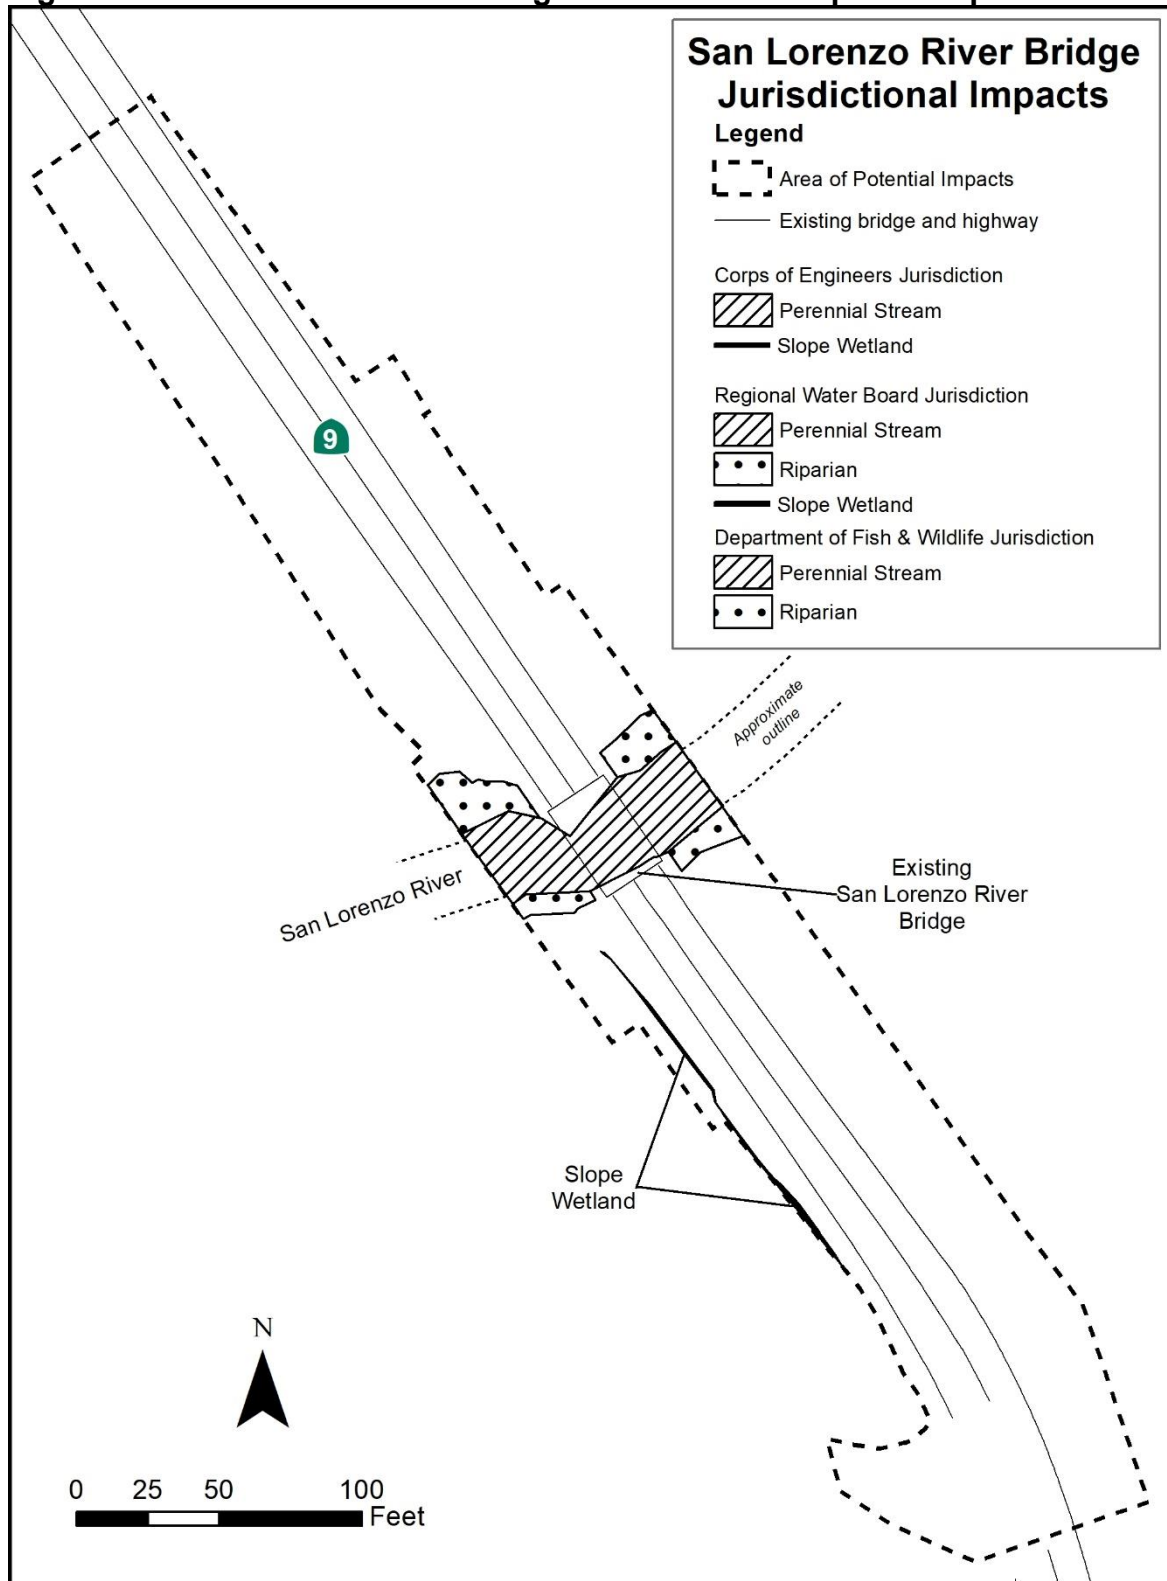 San Lorenzo River Bridge
Jurisdictional Impacts
Legend
Area of Potential Impacts
Existing bridge and highway
Corps of Engineers Jurisdiction
Perennial Stream
Slope Wetland
Regional Water Board Jurisdiction
Perennial Stream
Riparian
Slope Wetland
Department of Fish & Wildlife Jurisdiction
Perennial Stream
Riparian
9
Approximate
outline
San Lorenzo River
Existing
San Lorenzo River
Bridge
Slope
Wetland
N
0 25 50 100
Feet